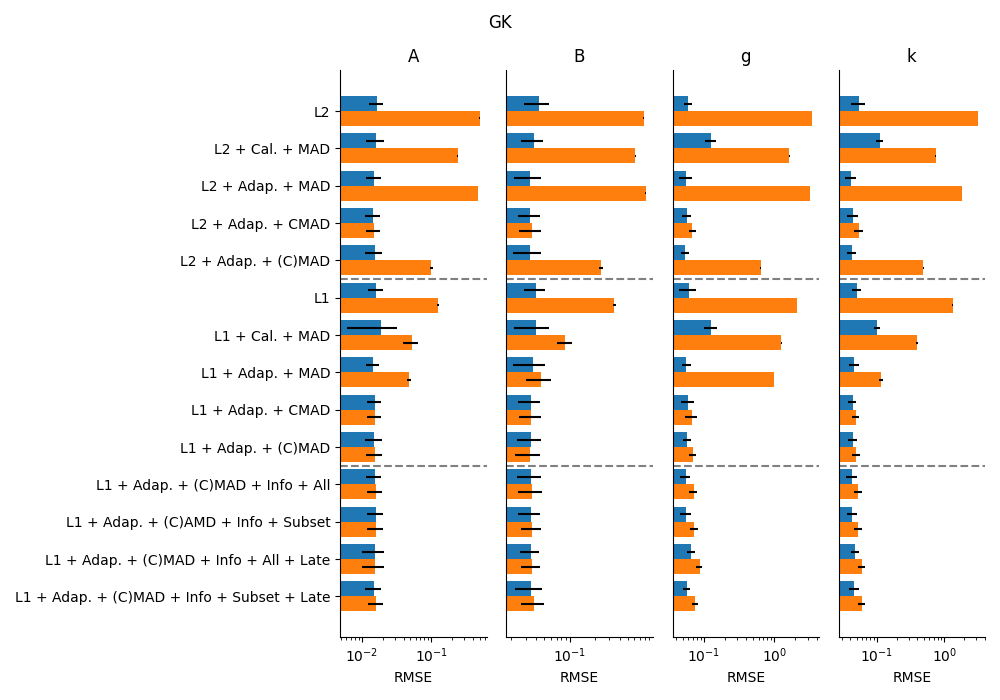 GK
A B g k
L2
L2 + Cal. + MAD
L2 + Adap. + MAD
L2 + Adap. + CMAD
L2 + Adap. + (C)MAD
L1
L1 + Cal. + MAD
L1 + Adap. + MAD
L1 + Adap. + CMAD
L1 + Adap. + (C)MAD
L1 + Adap. + (C)MAD + Info + All
L1 + Adap. + (C)AMD + Info + Subset
L1 + Adap. + (C)MAD + Info + All + Late
L1 + Adap. + (C)MAD + Info + Subset + Late
10⁻² 10⁻¹ 10⁻¹ 10⁻¹ 10⁰ 10⁻¹ 10⁰
RMSE RMSE RMSE RMSE